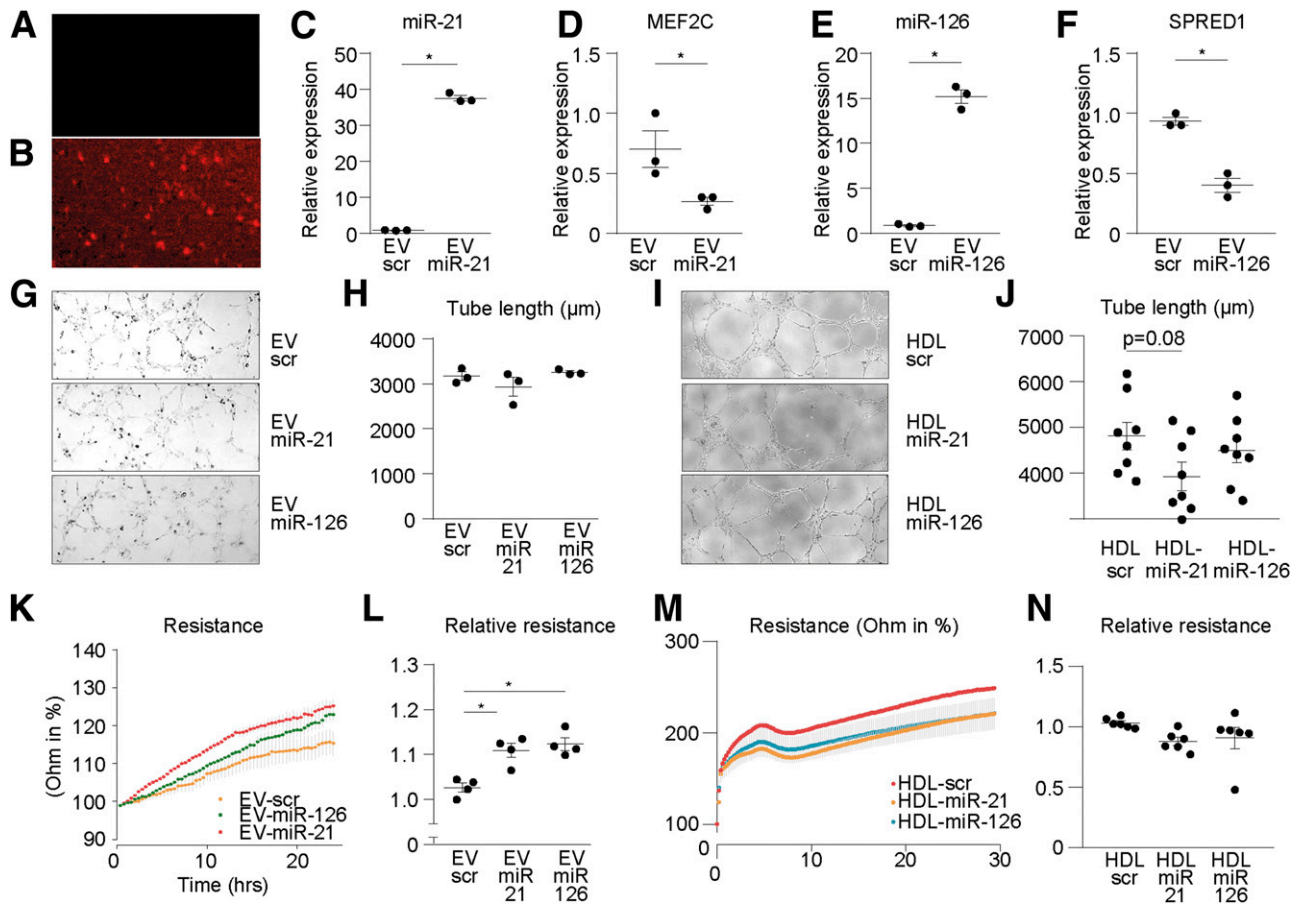 A
B
C
miR-21
Relative expression
50
40
30
20
10
0
*
EV
scr
EV
miR-21
D
MEF2C
Relative expression
1.5
1.0
0.5
0
*
EV
scr
EV
miR-21
E
miR-126
Relative expression
20
15
10
5
0
*
EV
scr
EV
miR-126
F
SPRED1
Relative expression
1.5
1.0
0.5
0
*
EV
scr
EV
miR-126
G
EV
scr
EV
miR-21
EV
miR-126
H
Tube length (µm)
4000
3000
2000
1000
0
EV
scr
EV
miR
21
EV
miR
126
I
HDL
scr
HDL
miR-21
HDL
miR-126
J
Tube length (µm)
7000
6000
5000
4000
p=0.08
HDL
scr
HDL-
miR-21
HDL-
miR-126
K
Resistance
(Ohm in %)
140
130
120
110
100
90
EV-scr
EV-miR-126
EV-miR-21
0
10
20
Time (hrs)
L
Relative resistance
1.3
1.2
1.1
1.0
0
*
*
EV
scr
EV
miR
21
EV
miR
126
M
Resistance (Ohm in %)
300
200
100
0
HDL-scr
HDL-miR-21
HDL-miR-126
0
10
20
30
N
Relative resistance
1.5
1.0
0.5
0
HDL
scr
HDL
miR
21
HDL
miR
126